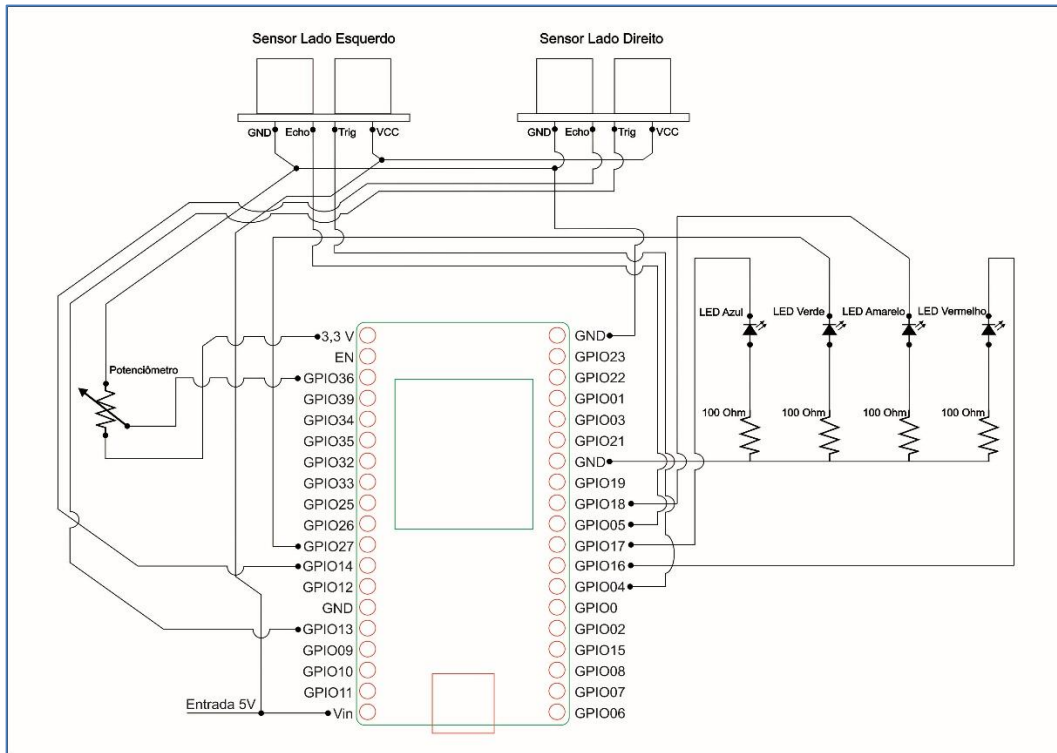 Sensor Lado Esquerdo
Sensor Lado Direito
GND Echo Trig VCC
GND Echo Trig VCC
LED Azul
LED Verde
LED Amarelo
LED Vermelho
Potenciômetro
100 Ohm
100 Ohm
100 Ohm
100 Ohm
3,3 V
EN
GPIO36
GPIO39
GPIO34
GPIO35
GPIO32
GPIO33
GPIO25
GPIO26
GPIO27
GPIO14
GPIO12
GND
GPIO13
GPIO09
GPIO10
GPIO11
Vin
Entrada 5V
GND
GPIO23
GPIO22
GPIO01
GPIO03
GPIO21
GND
GPIO19
GPIO18
GPIO05
GPIO17
GPIO16
GPIO04
GPIO0
GPIO02
GPIO15
GPIO08
GPIO07
GPIO06